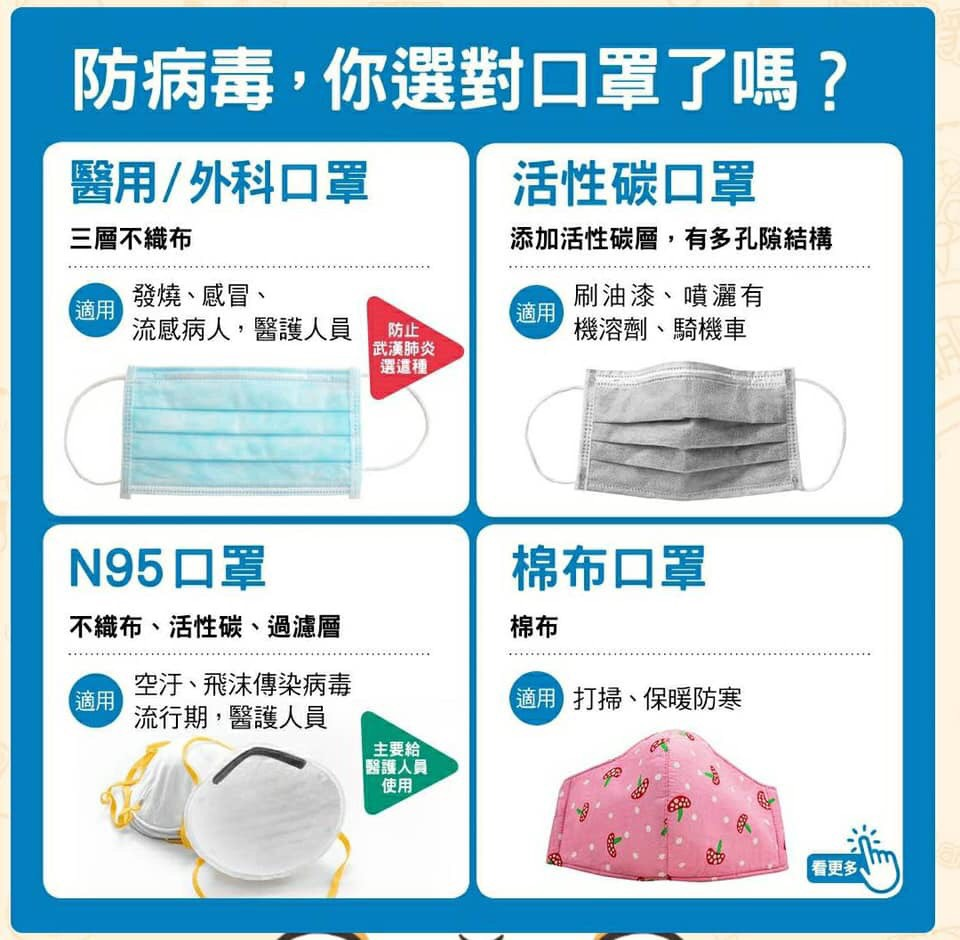 防病毒，你選對口罩了嗎？
醫用/外科口罩
三層不織布
適用
發燒、感冒、
流感病人，醫護人員
防止
武漢肺炎
選這種
活性碳口罩
添加活性碳層，有多孔隙結構
適用
刷油漆、噴灑有
機溶劑、騎機車
N95口罩
不織布、活性碳、過濾層
適用
空汙、飛沫傳染病毒
流行期，醫護人員
主要給
醫護人員
使用
棉布口罩
棉布
適用
打掃、保暖防寒
看更多